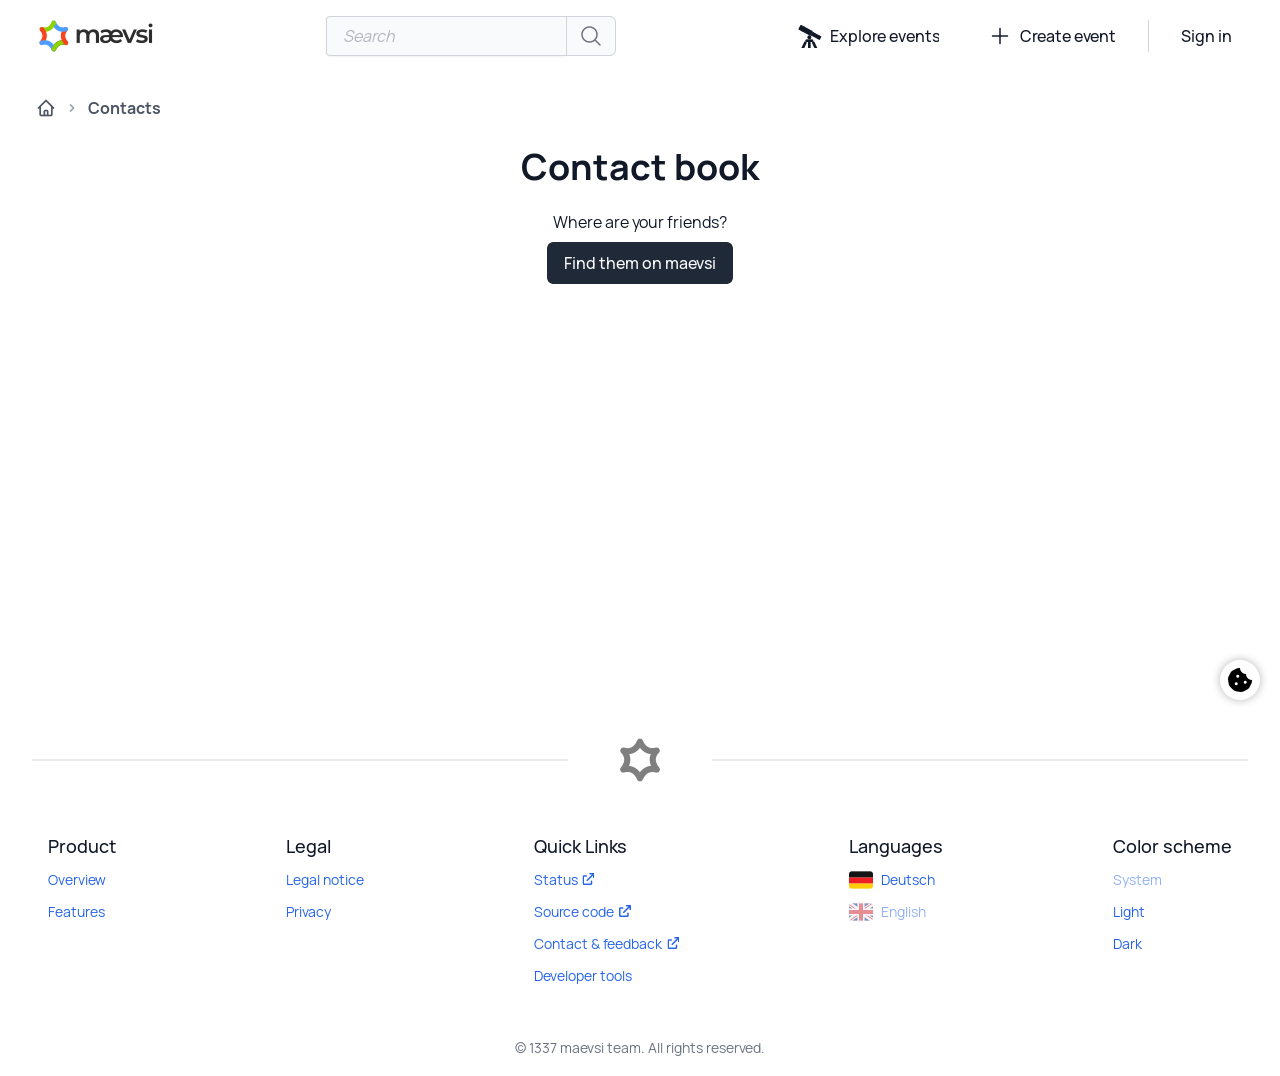 mævsi
Search
Explore events
Create event
Sign in
Contacts
Contact book
Where are your friends?
Find them on maevsi
Product
Overview
Features
Legal
Legal notice
Privacy
Quick Links
Status
Source code
Contact & feedback
Developer tools
Languages
Deutsch
English
Color scheme
System
Light
Dark
© 1337 maevsi team. All rights reserved.